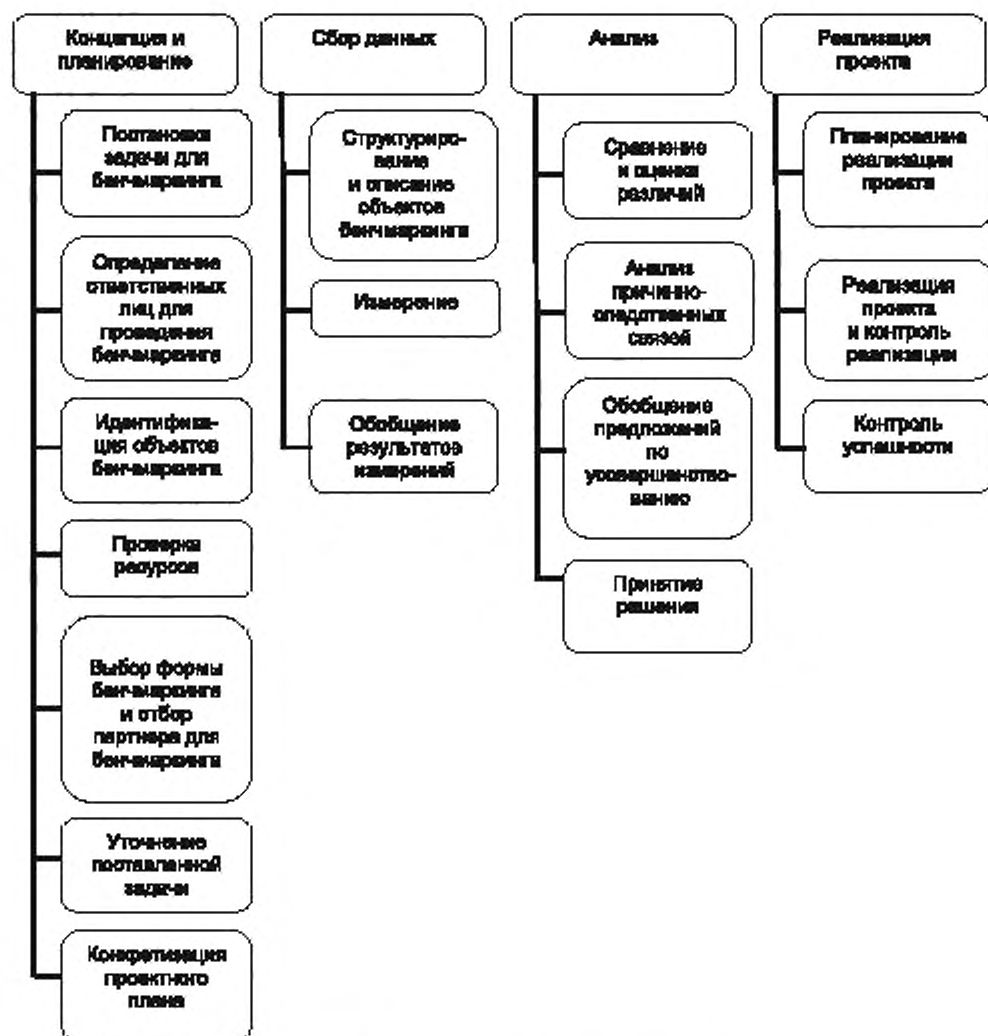 Концепция и
планирование
Постановка
задачи для
бенчмаркинга
Определение
ответственных
лиц для
проведения
бенчмаркинга
Идентифика-
ция объектов
бенчмаркинга
Проверка
ресурсов
Выбор формы
бенчмаркинга
и отбор
партнера для
бенчмаркинга
Уточнение
поставленной
задачи
Конкретизация
проектного
плана
Сбор данных
Структуриро-
вание
и описание
объектов
бенчмаркинга
Измерение
Обобщение
результатов
измерений
Анализ
Сравнение
и оценка
различий
Анализ
причинно-
следственных
связей
Обобщение
предложений
по
усовершенство-
ванию
Принятие
решения
Реализация
проекта
Планирование
реализации
проекта
Реализация
проекта
и контроль
реализации
Контроль
успешности